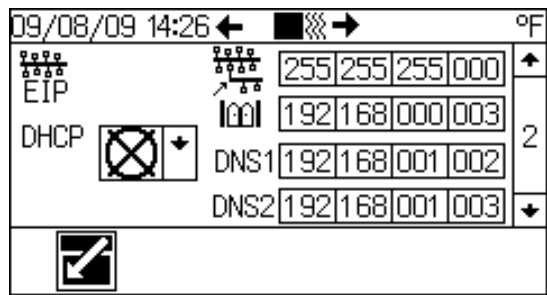 09/08/09 14:26 ºF
255 255 255 000
EIP
192 168 000 003
DHCP
2
DNS1 192 168 001 002
DNS2 192 168 001 003